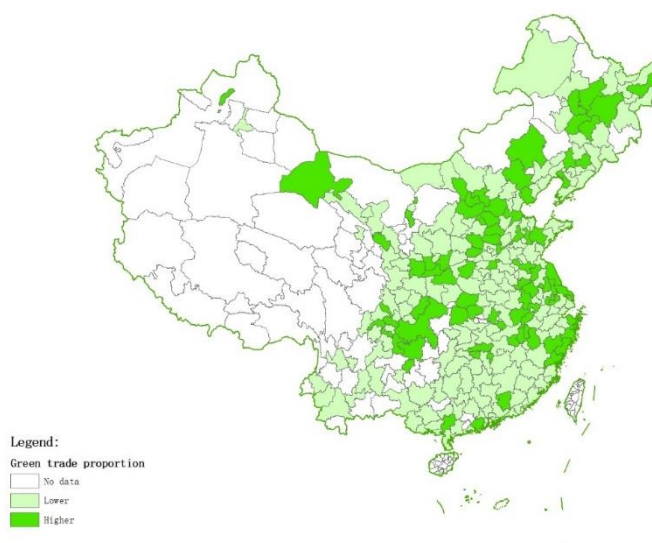 Legend:
Green trade proportion
No data
Lower
Higher